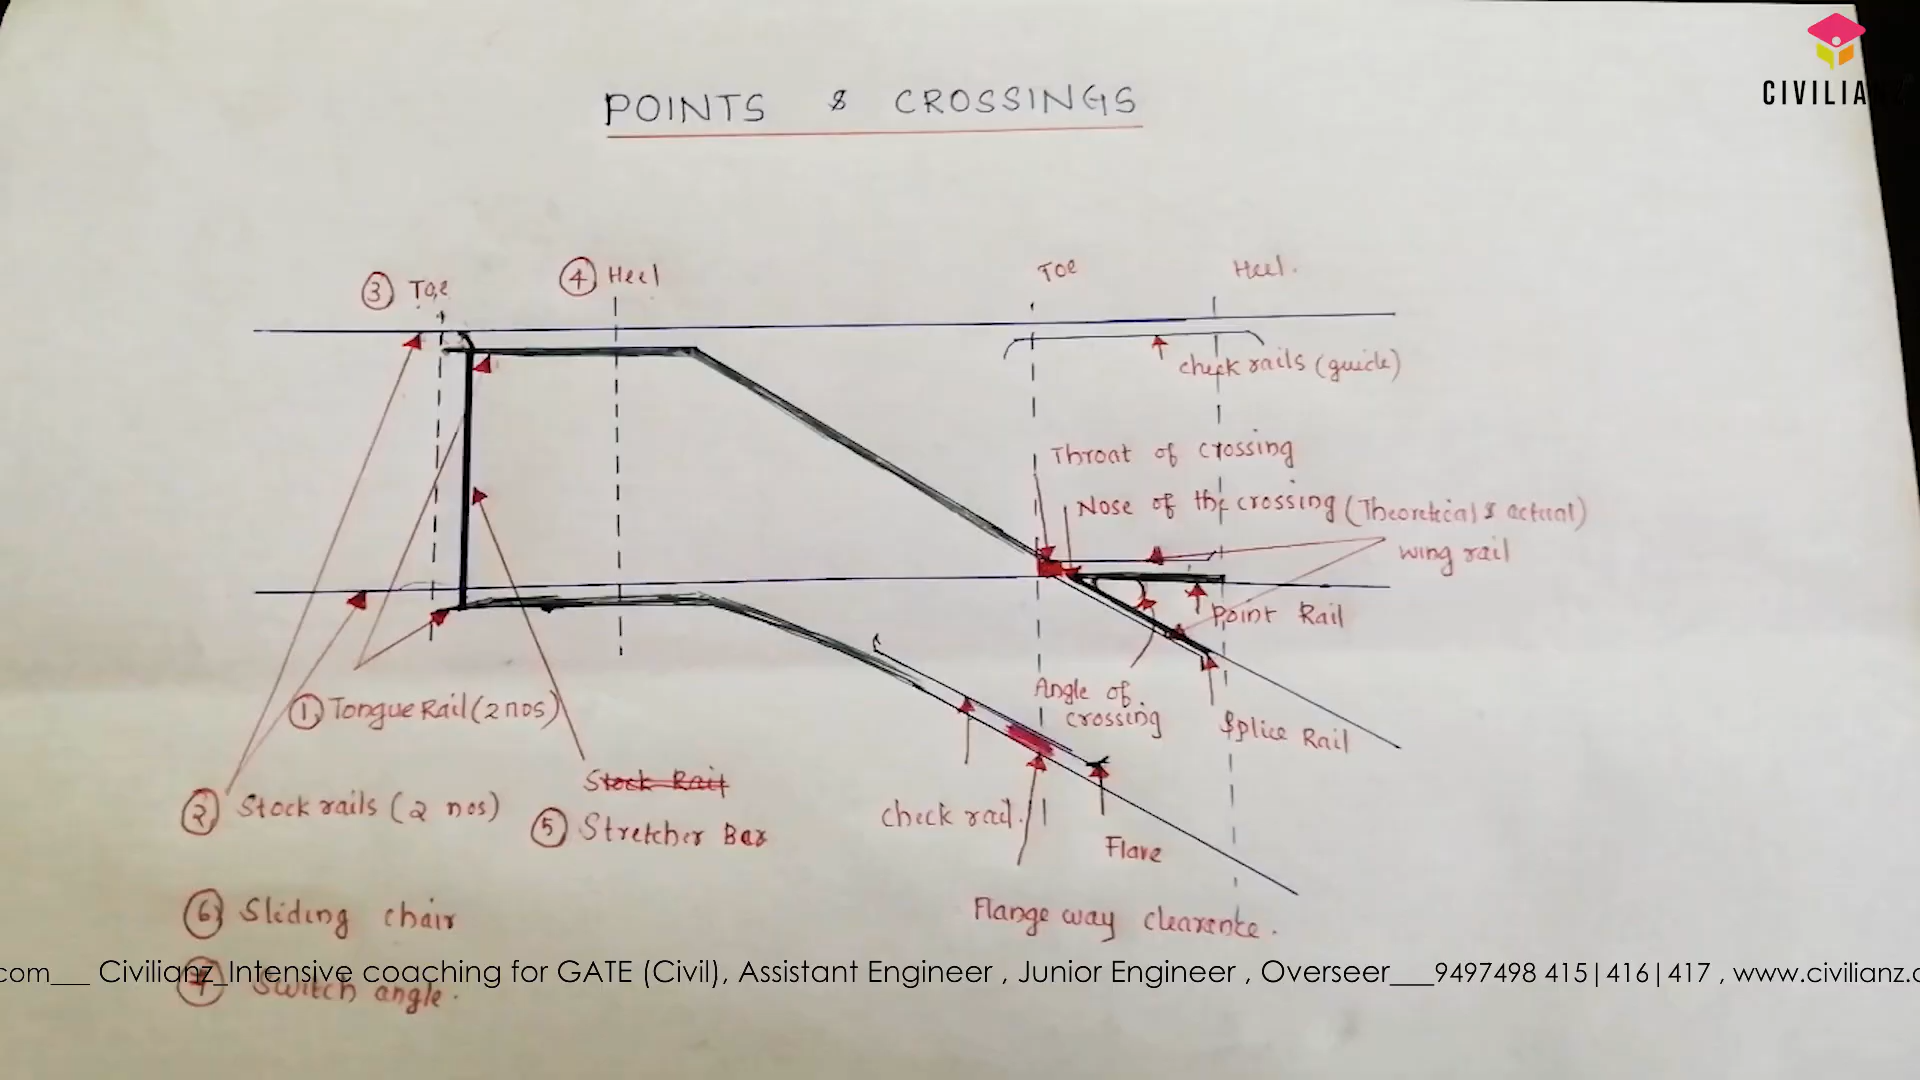 CIVILIANZ
POINTS & CROSSINGS
③ Toe
④ Heel
Toe
Heel.
check rails (guide)
Throat of crossing
Nose of the crossing (Theoretical & actual)
wing rail
Point Rail
① Tongue Rail (2 nos)
Angle of.
crossing.
Splice Rail
Stock Rail
② Stock rails (2 nos)
⑤ Stretcher Bar
check rail.
Flare
⑥ Sliding chair
Flange way clearence.
com___ Civilianz_Intensive coaching for GATE (Civil), Assistant Engineer , Junior Engineer , Overseer___9497498 415|416|417 , www.civilianz.c
⑦ Switch angle.